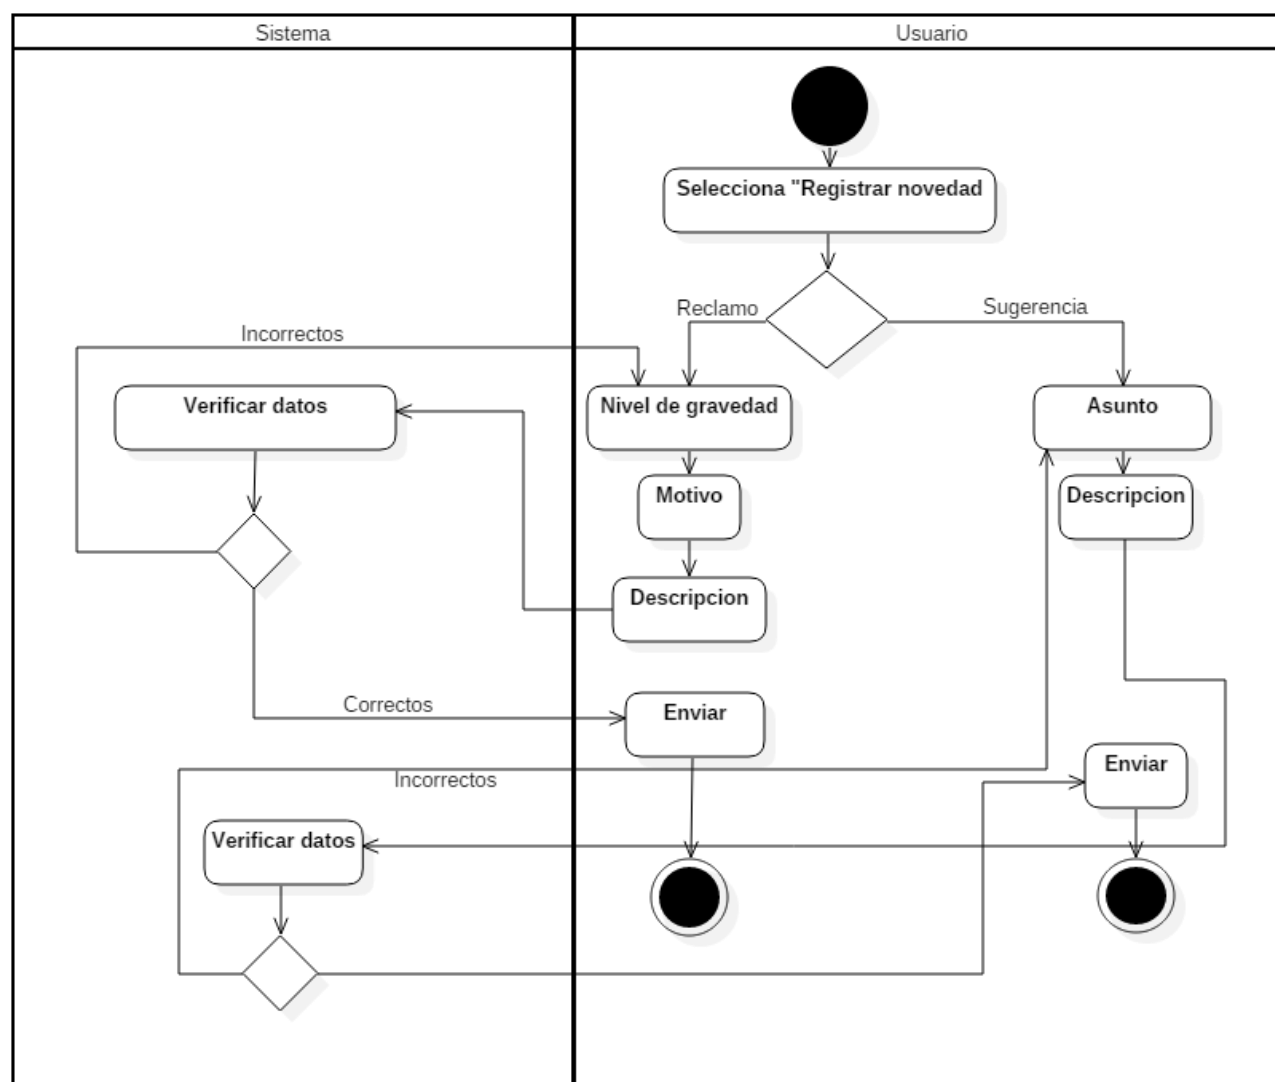 Sistema
Usuario
Selecciona "Registrar novedad
Reclamo
Sugerencia
Incorrectos
Verificar datos
Nivel de gravedad
Asunto
Motivo
Descripcion
Descripcion
Correctos
Enviar
Incorrectos
Enviar
Verificar datos